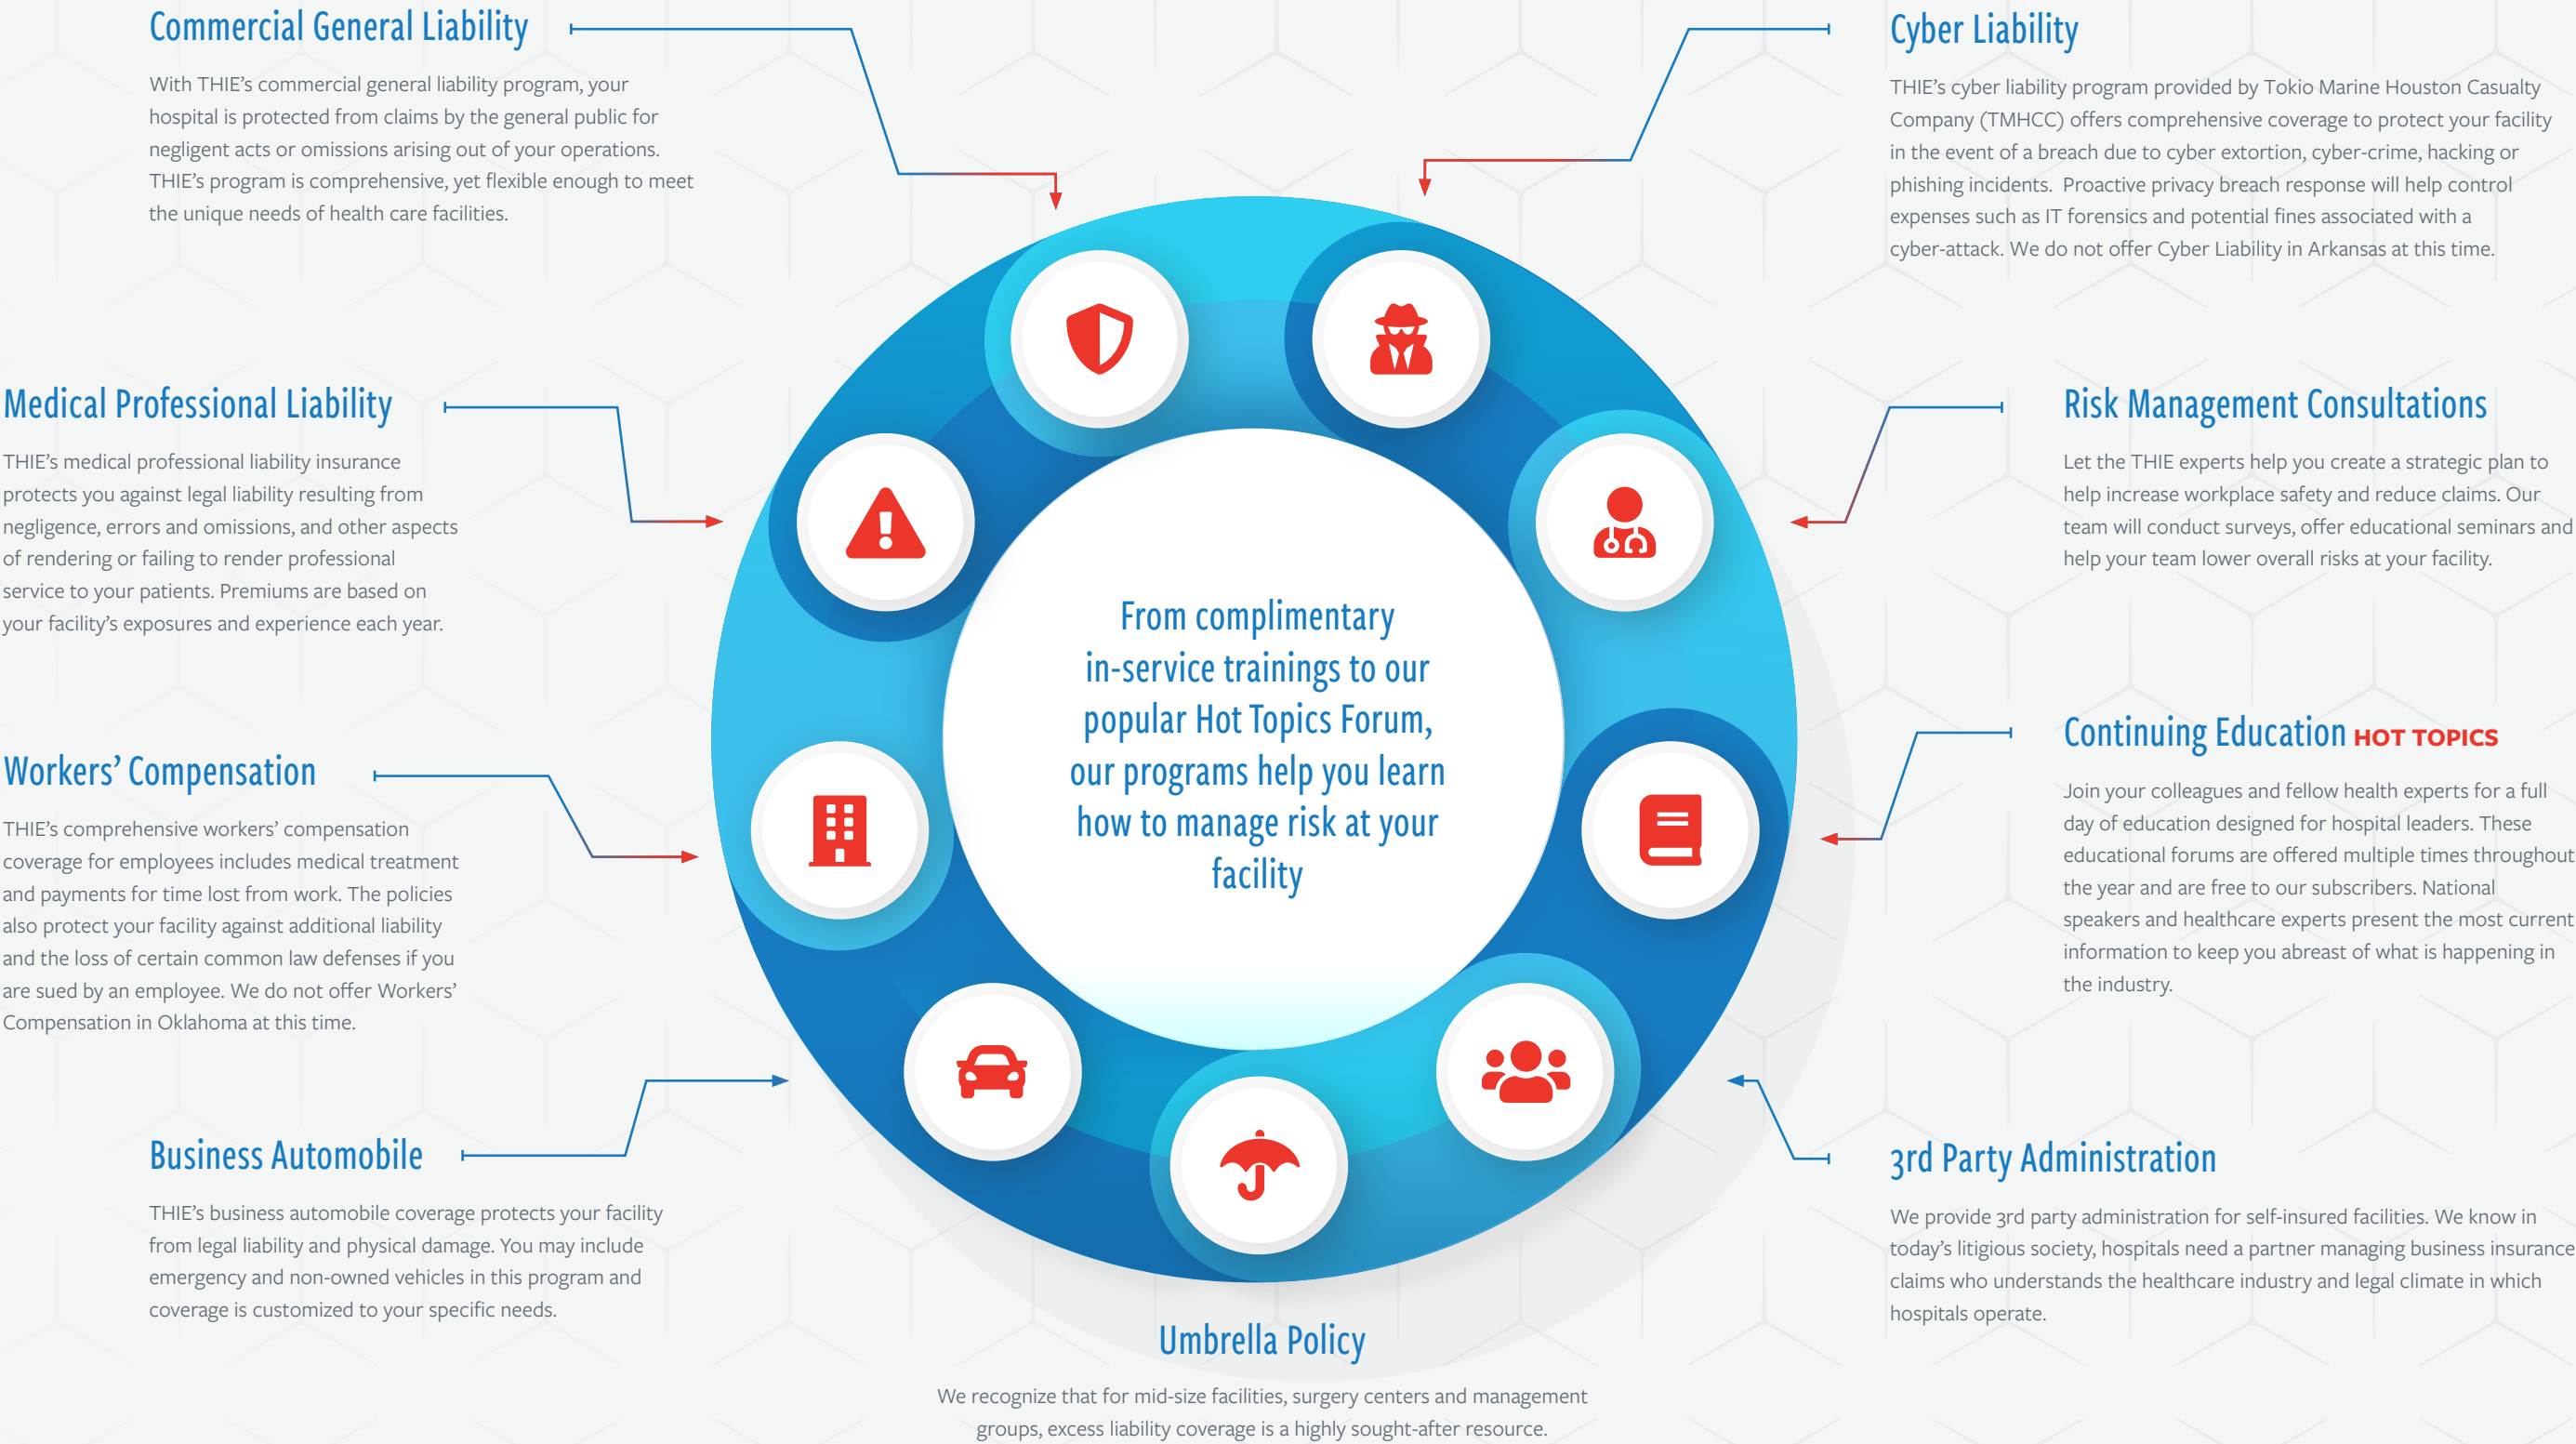 Commercial General Liability
With THIE’s commercial general liability program, your
hospital is protected from claims by the general public for
negligent acts or omissions arising out of your operations.
THIE’s program is comprehensive, yet flexible enough to meet
the unique needs of health care facilities.
Cyber Liability
THIE’s cyber liability program provided by Tokio Marine Houston Casualty
Company (TMHCC) offers comprehensive coverage to protect your facility
in the event of a breach due to cyber extortion, cyber-crime, hacking or
phishing incidents. Proactive privacy breach response will help control
expenses such as IT forensics and potential fines associated with a
cyber-attack. We do not offer Cyber Liability in Arkansas at this time.
Medical Professional Liability
THIE’s medical professional liability insurance
protects you against legal liability resulting from
negligence, errors and omissions, and other aspects
of rendering or failing to render professional
service to your patients. Premiums are based on
your facility’s exposures and experience each year.
Risk Management Consultations
Let the THIE experts help you create a strategic plan to
help increase workplace safety and reduce claims. Our
team will conduct surveys, offer educational seminars and
help your team lower overall risks at your facility.
From complimentary
in-service trainings to our
popular Hot Topics Forum,
our programs help you learn
how to manage risk at your
facility
Workers’ Compensation
THIE’s comprehensive workers’ compensation
coverage for employees includes medical treatment
and payments for time lost from work. The policies
also protect your facility against additional liability
and the loss of certain common law defenses if you
are sued by an employee. We do not offer Workers’
Compensation in Oklahoma at this time.
Continuing Education HOT TOPICS
Join your colleagues and fellow health experts for a full
day of education designed for hospital leaders. These
educational forums are offered multiple times throughout
the year and are free to our subscribers. National
speakers and healthcare experts present the most current
information to keep you abreast of what is happening in
the industry.
Business Automobile
THIE’s business automobile coverage protects your facility
from legal liability and physical damage. You may include
emergency and non-owned vehicles in this program and
coverage is customized to your specific needs.
3rd Party Administration
We provide 3rd party administration for self-insured facilities. We know in
today’s litigious society, hospitals need a partner managing business insurance
claims who understands the healthcare industry and legal climate in which
hospitals operate.
Umbrella Policy
We recognize that for mid-size facilities, surgery centers and management
groups, excess liability coverage is a highly sought-after resource.